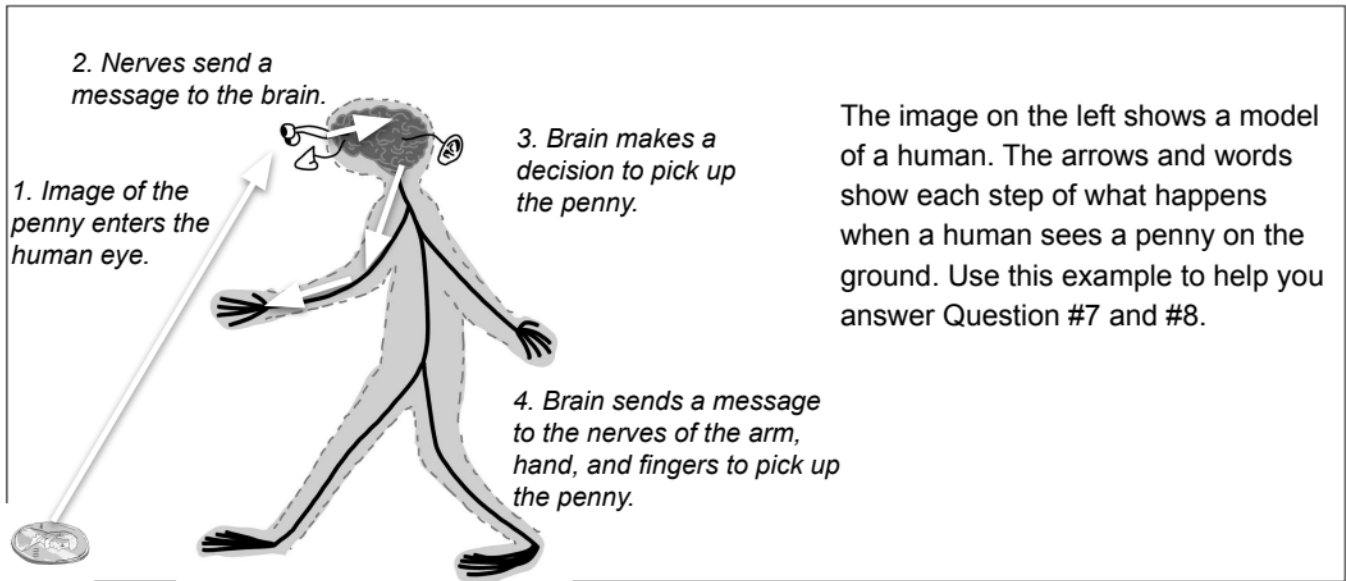 2. Nerves send a
message to the brain.
1. Image of the
penny enters the
human eye.
3. Brain makes a
decision to pick up
the penny.
4. Brain sends a message
to the nerves of the arm,
hand, and fingers to pick up
the penny.
The image on the left shows a model
of a human. The arrows and words
show each step of what happens
when a human sees a penny on the
ground. Use this example to help you
answer Question #7 and #8.